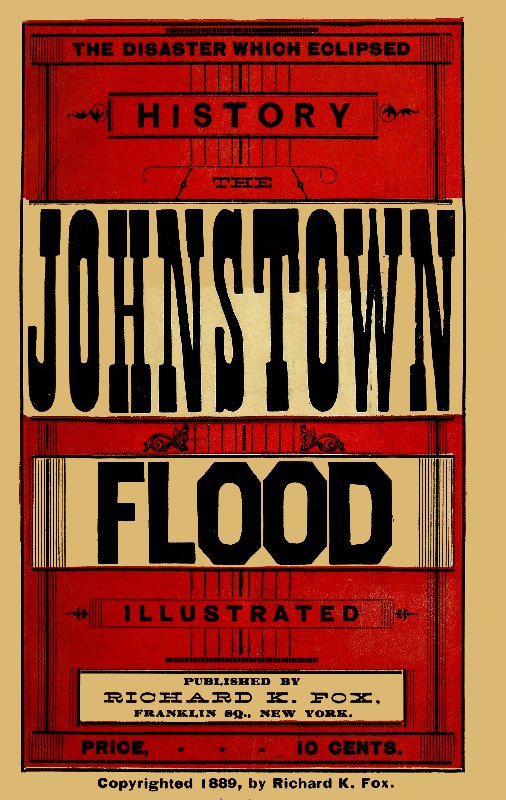 THE DISASTER WHICH ECLIPSED
HISTORY
THE
JOHNSTOWN
FLOOD
ILLUSTRATED
PUBLISHED BY
RICHARD K. FOX,
FRANKLIN SQ., NEW YORK.
PRICE, . . . 10 CENTS.
Copyrighted 1889, by Richard K. Fox.